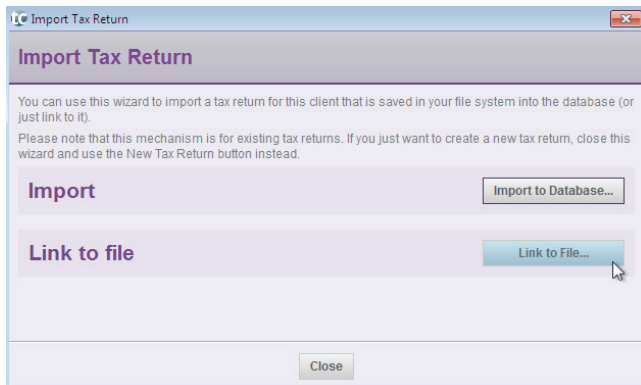 tc Import Tax Return
Import Tax Return
You can use this wizard to import a tax return for this client that is saved in your file system into the database (or
just link to it).
Please note that this mechanism is for existing tax returns. If you just want to create a new tax return, close this
wizard and use the New Tax Return button instead.
Import
Import to Database...
Link to file
Link to File...
Close